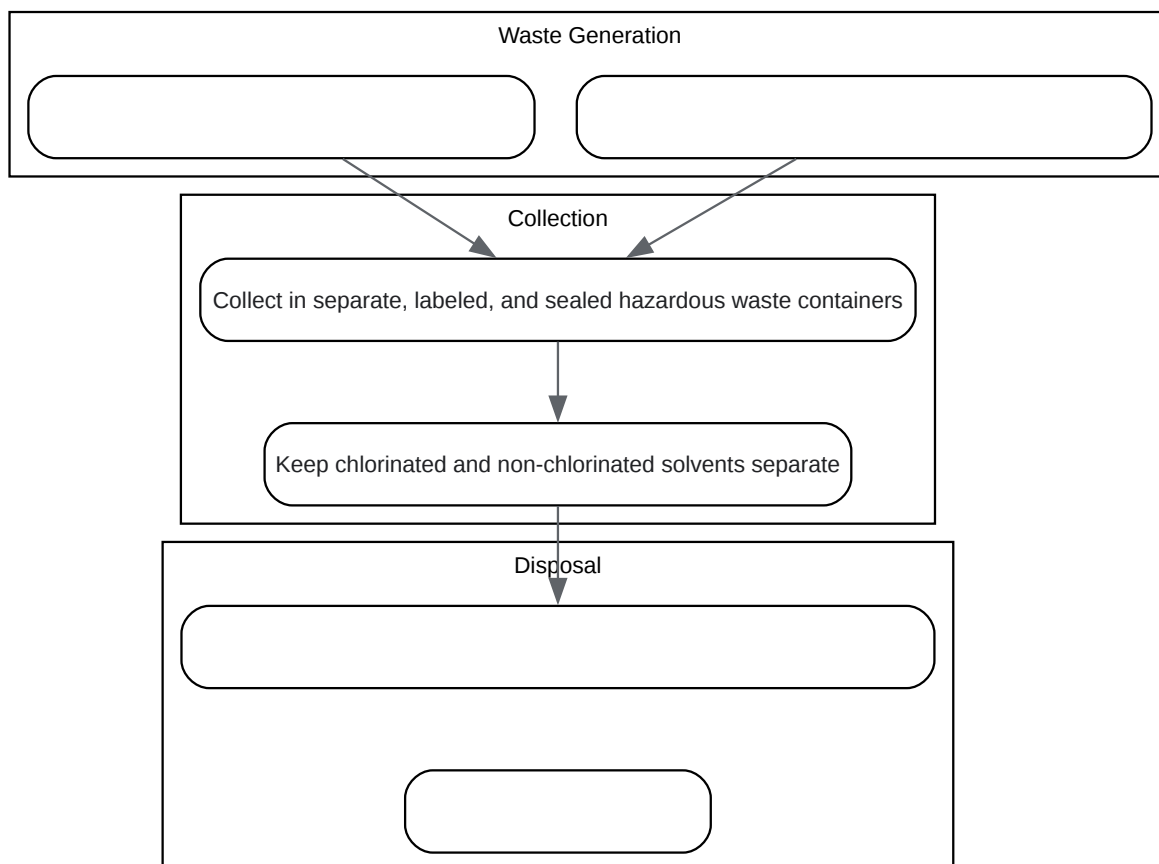 Waste Generation
Collection
Collect in separate, labeled, and sealed hazardous waste containers
Keep chlorinated and non-chlorinated solvents separate
Disposal